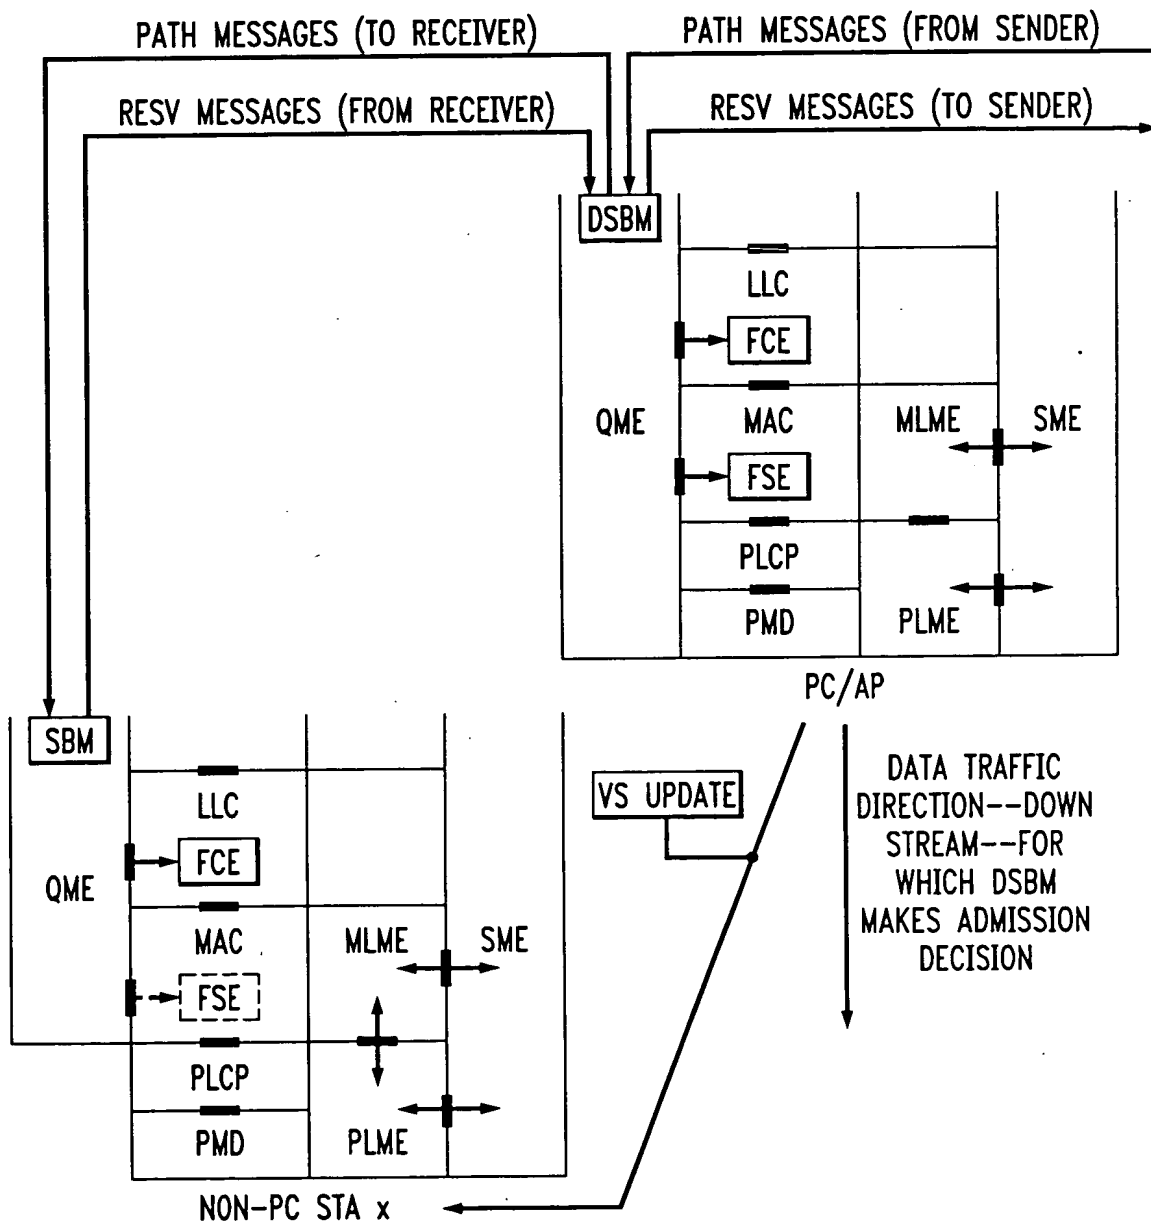 PATH MESSAGES (TO RECEIVER)
PATH MESSAGES (FROM SENDER)
RESV MESSAGES (FROM RECEIVER)
RESV MESSAGES (TO SENDER)
DSBM
LLC
FCE
QME
MAC
MLME
SME
FSE
PLCP
PMD
PLME
PC/AP
SBM
LLC
FCE
QME
MAC
MLME
SME
FSE
PLCP
PMD
PLME
NON-PC STA x
VS UPDATE
DATA TRAFFIC
DIRECTION--DOWN
STREAM--FOR
WHICH DSBM
MAKES ADMISSION
DECISION